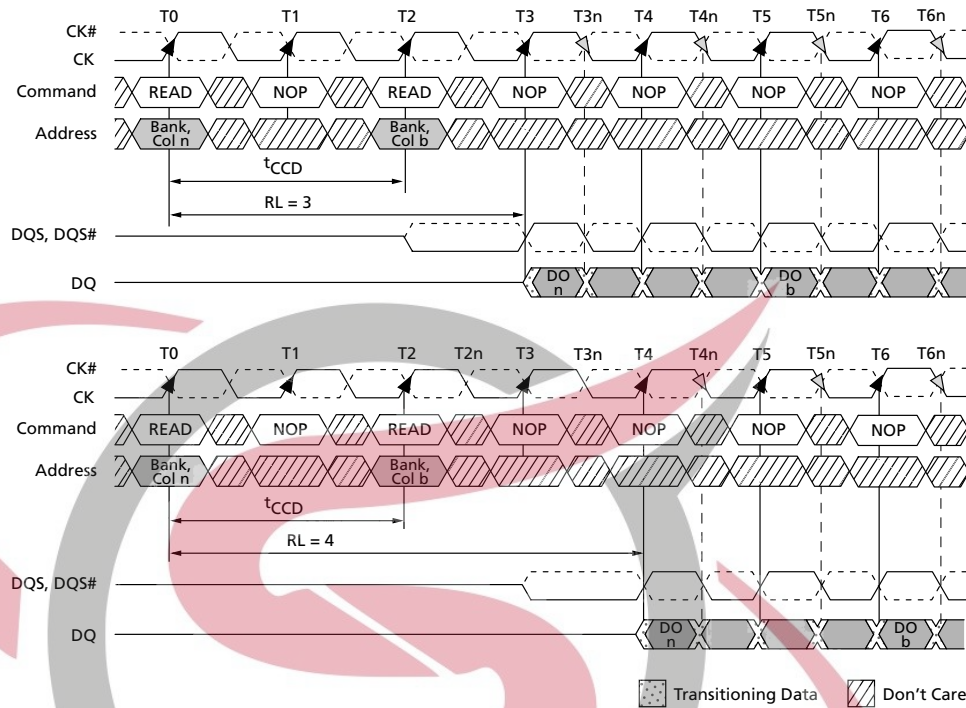 T0 T1 T2 T3 T3n T4 T4n T5 T5n T6 T6n
CK#
CK
Command READ NOP READ NOP NOP NOP NOP
Address Bank, Col n Bank, Col b
tCCD
RL = 3
DQS, DQS#
DQ DO n DO b
T0 T1 T2 T2n T3 T3n T4 T4n T5 T5n T6 T6n
CK#
CK
Command READ NOP READ NOP NOP NOP NOP
Address Bank, Col n Bank, Col b
tCCD
RL = 4
DQS, DQS#
DQ DO n DO b
Transitioning Data Don't Care